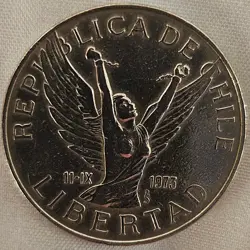 REPUBLICA DE CHILE
11-IX 1973
LIBERTAD